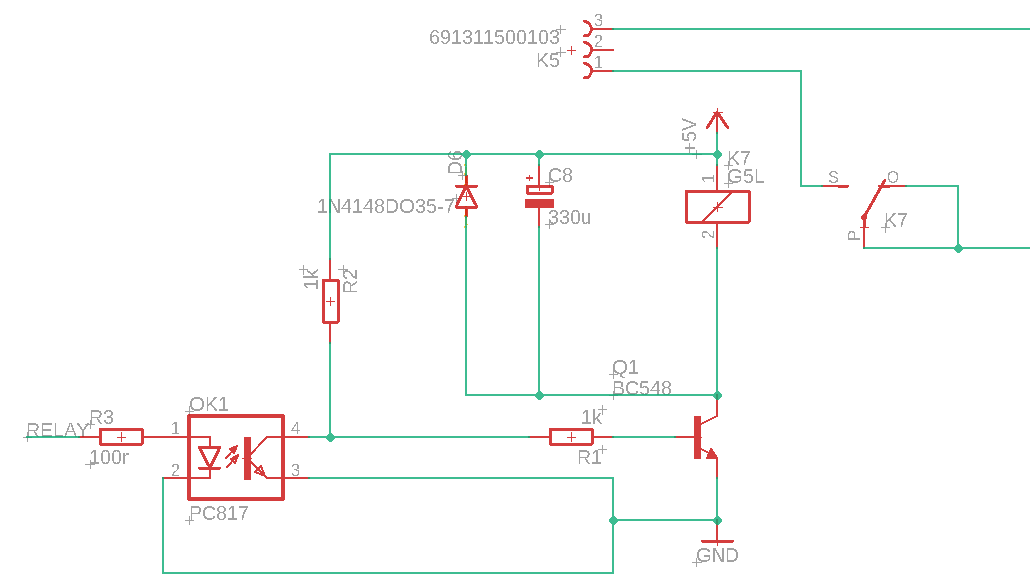 3
691311500103
2
K5
1
+5V
D6
K7
C8
1
G5L
S
O
1N4148DO35-7
330u
K7
2
P
1k
R2
Q1
BC548
OK1
R3
1k
RELAY
1
4
100r
R1
2
3
PC817
GND